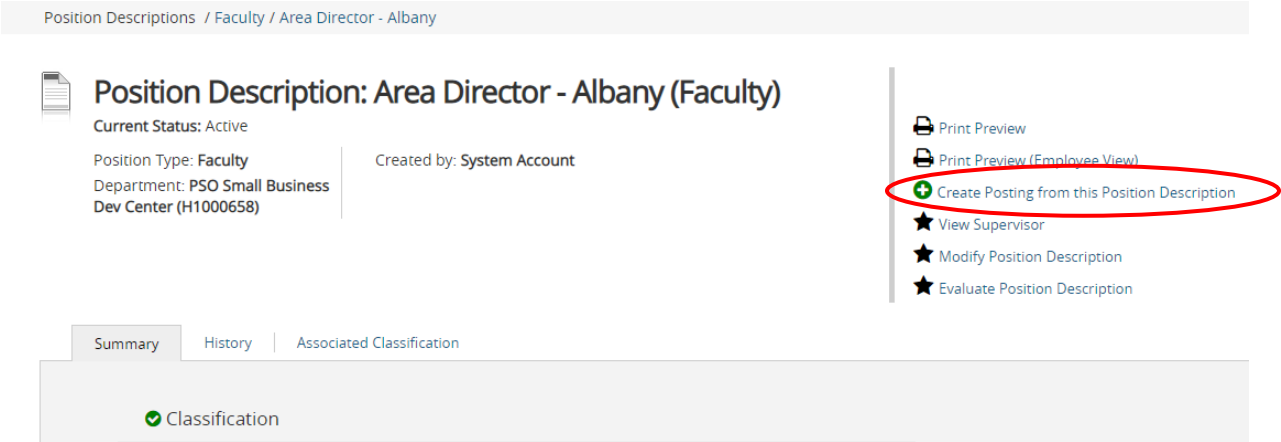 Position Descriptions / Faculty / Area Director - Albany
Position Description: Area Director - Albany (Faculty)
Current Status: Active
Position Type: Faculty
Department: PSO Small Business
Dev Center (H1000658)
Created by: System Account
Print Preview
Print Preview (Employee View)
Create Posting from this Position Description
View Supervisor
Modify Position Description
Evaluate Position Description
Summary History Associated Classification
Classification